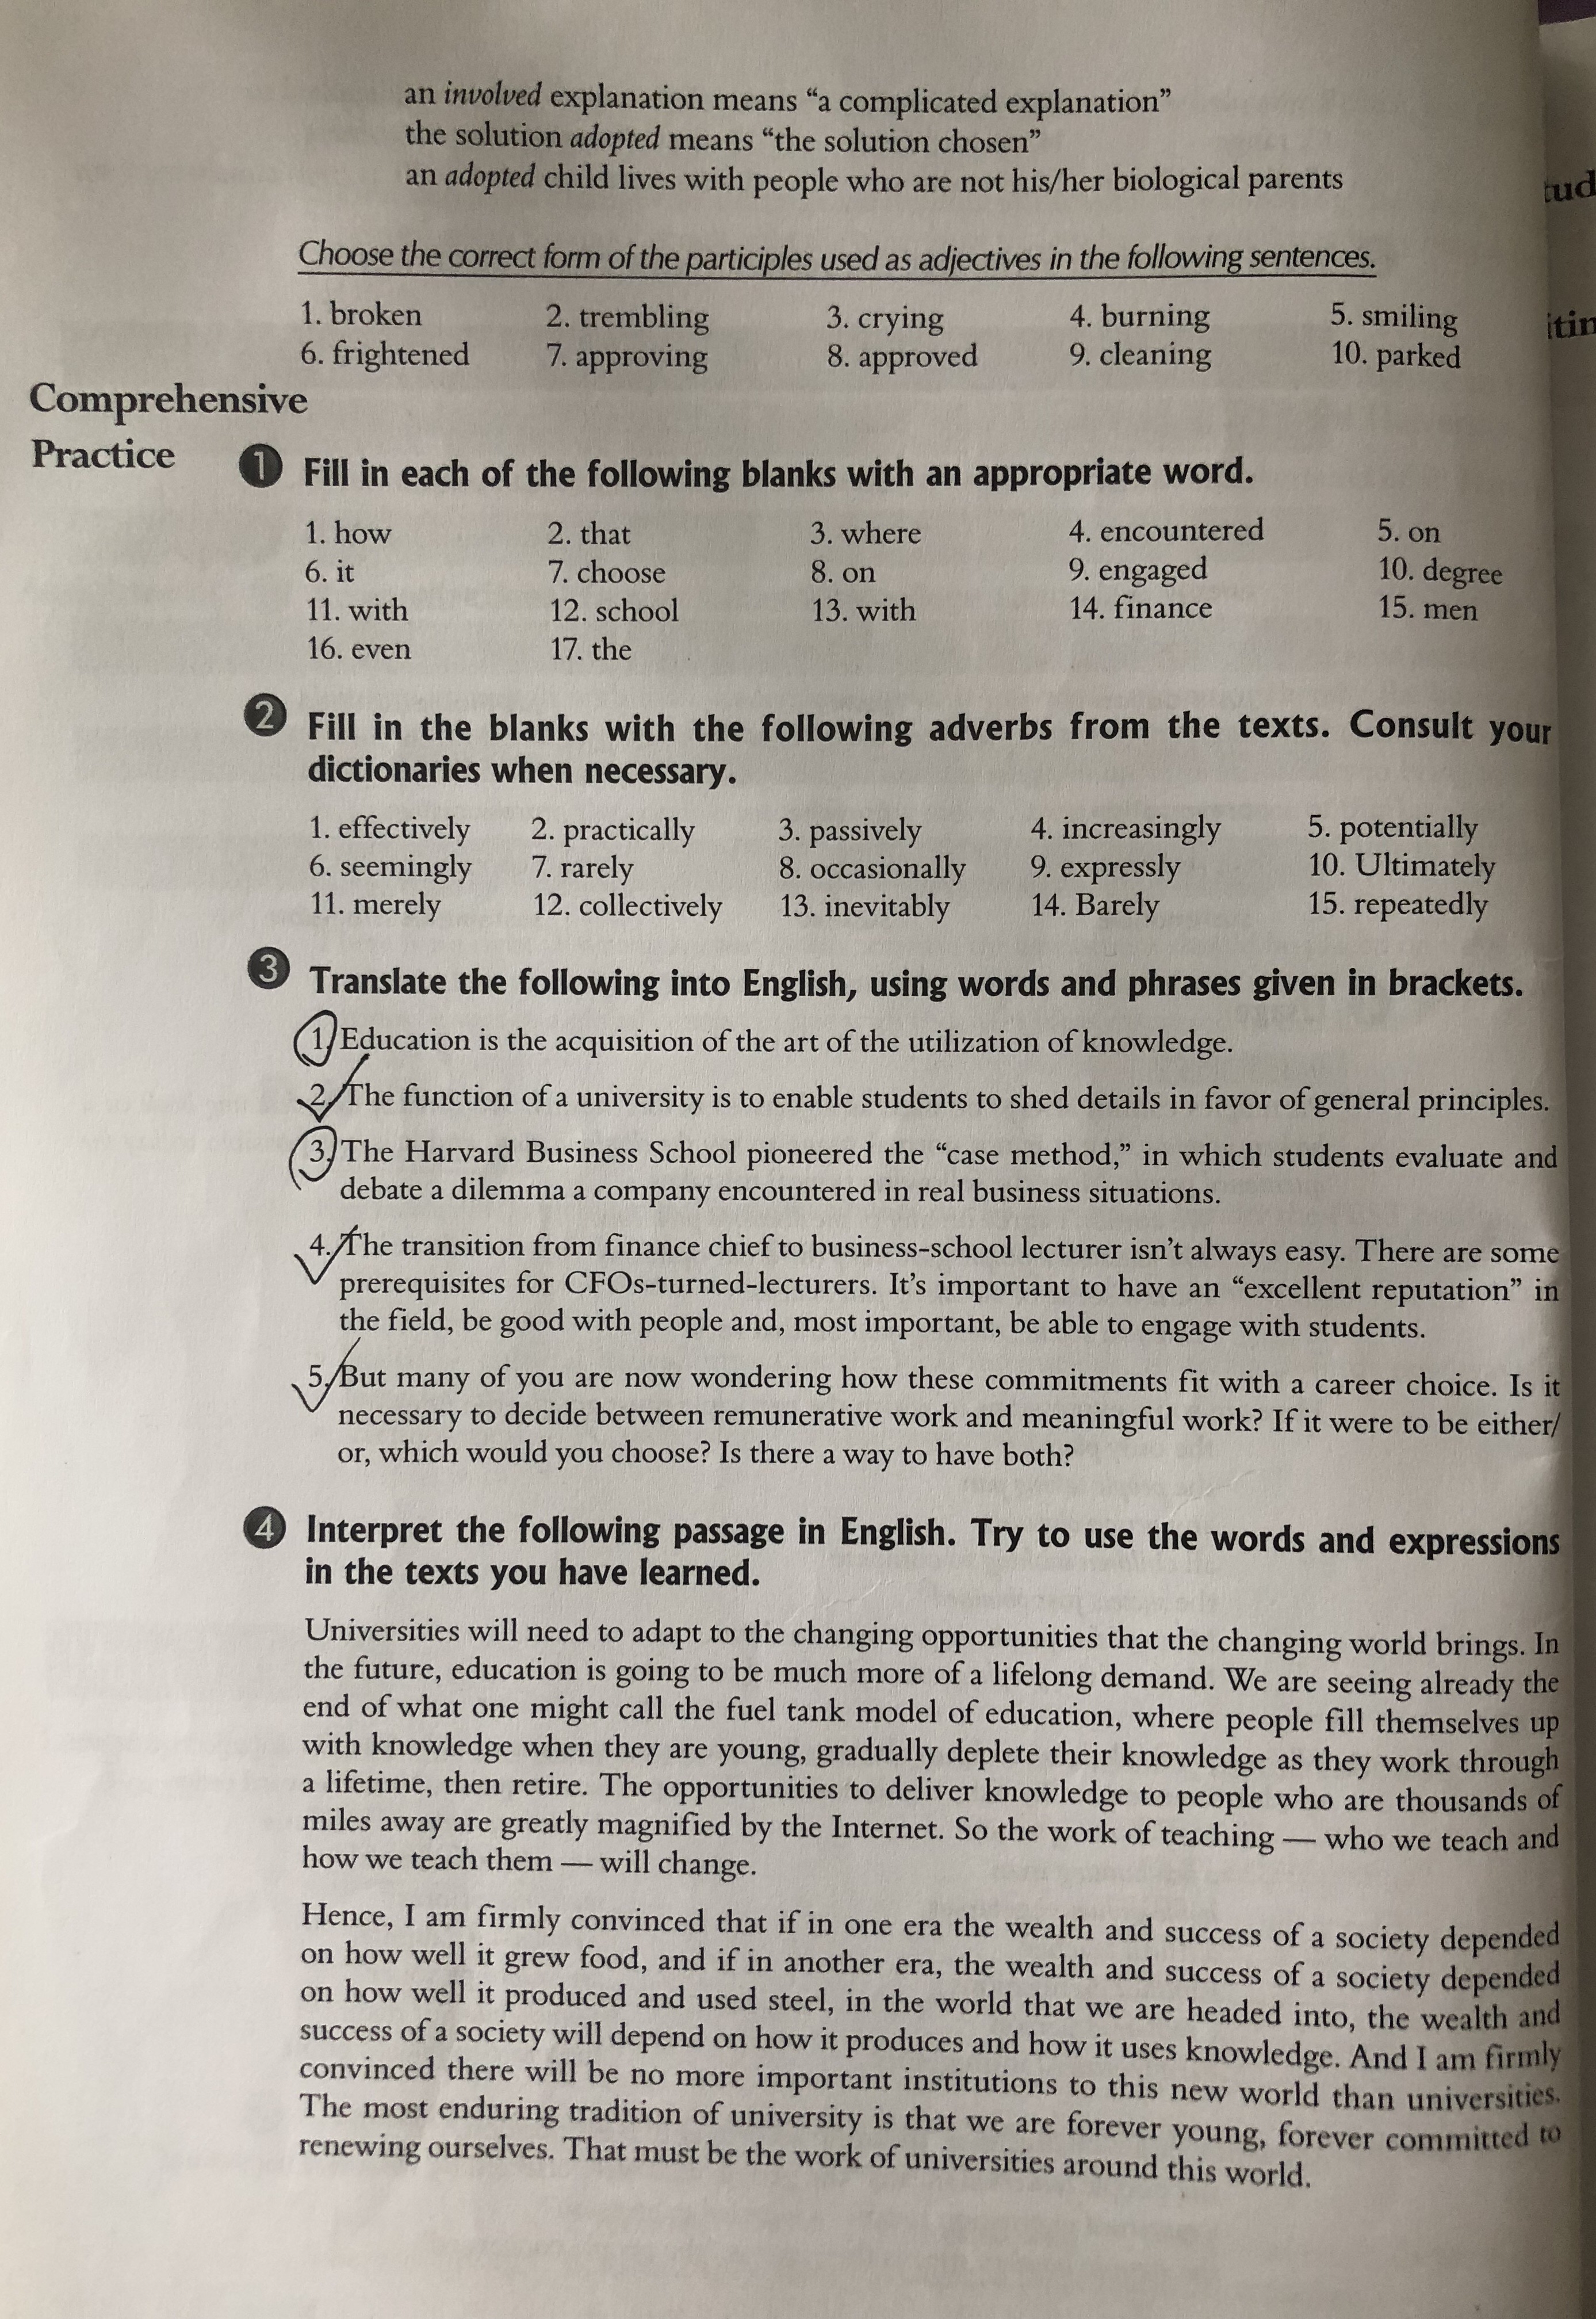 an involved explanation means “a complicated explanation”
the solution adopted means “the solution chosen”
an adopted child lives with people who are not his/her biological parents
Choose the correct form of the participles used as adjectives in the following sentences.
1. broken 2. trembling 3. crying 4. burning 5. smiling
6. frightened 7. approving 8. approved 9. cleaning 10. parked
Comprehensive
Practice
1 Fill in each of the following blanks with an appropriate word.
1. how 2. that 3. where 4. encountered 5. on
6. it 7. choose 8. on 9. engaged 10. degree
11. with 12. school 13. with 14. finance 15. men
16. even 17. the
2 Fill in the blanks with the following adverbs from the texts. Consult your
dictionaries when necessary.
1. effectively 2. practically 3. passively 4. increasingly 5. potentially
6. seemingly 7. rarely 8. occasionally 9. expressly 10. Ultimately
11. merely 12. collectively 13. inevitably 14. Barely 15. repeatedly
3 Translate the following into English, using words and phrases given in brackets.
1. Education is the acquisition of the art of the utilization of knowledge.
2. The function of a university is to enable students to shed details in favor of general principles.
3. The Harvard Business School pioneered the “case method,” in which students evaluate and
debate a dilemma a company encountered in real business situations.
4. The transition from finance chief to business-school lecturer isn’t always easy. There are some
prerequisites for CFOs-turned-lecturers. It’s important to have an “excellent reputation” in
the field, be good with people and, most important, be able to engage with students.
5. But many of you are now wondering how these commitments fit with a career choice. Is it
necessary to decide between remunerative work and meaningful work? If it were to be either/
or, which would you choose? Is there a way to have both?
4 Interpret the following passage in English. Try to use the words and expressions
in the texts you have learned.
Universities will need to adapt to the changing opportunities that the changing world brings. In
the future, education is going to be much more of a lifelong demand. We are seeing already the
end of what one might call the fuel tank model of education, where people fill themselves up
with knowledge when they are young, gradually deplete their knowledge as they work through
a lifetime, then retire. The opportunities to deliver knowledge to people who are thousands of
miles away are greatly magnified by the Internet. So the work of teaching — who we teach and
how we teach them — will change.
Hence, I am firmly convinced that if in one era the wealth and success of a society depended
on how well it grew food, and if in another era, the wealth and success of a society depended
on how well it produced and used steel, in the world that we are headed into, the wealth and
success of a society will depend on how it produces and how it uses knowledge. And I am firmly
convinced there will be no more important institutions to this new world than universities.
The most enduring tradition of university is that we are forever young, forever committed to
renewing ourselves. That must be the work of universities around this world.